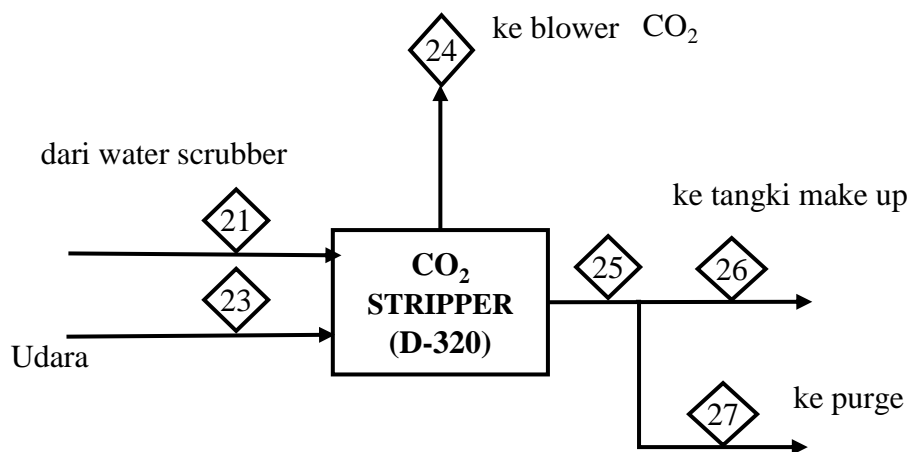 24
ke blower CO₂
dari water scrubber
21
ke tangki make up
CO₂
STRIPPER
(D-320)
25
26
23
Udara
27
ke purge